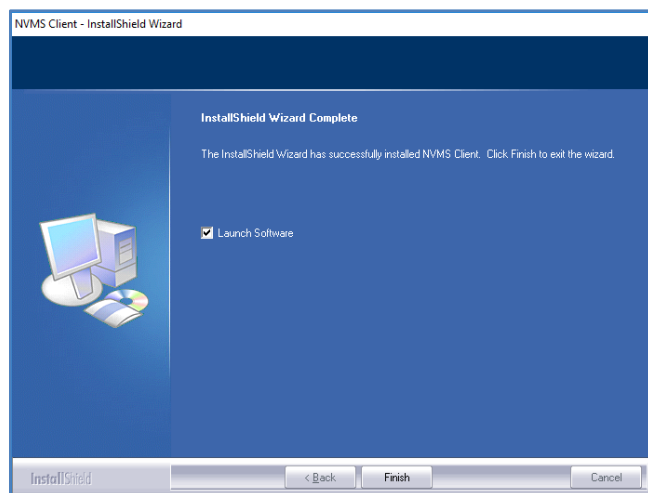 NVMS Client - InstallShield Wizard
InstallShield Wizard Complete
The InstallShield Wizard has successfully installed NVMS Client. Click Finish to exit the wizard.
Launch Software
InstallShield
< Back
Finish
Cancel